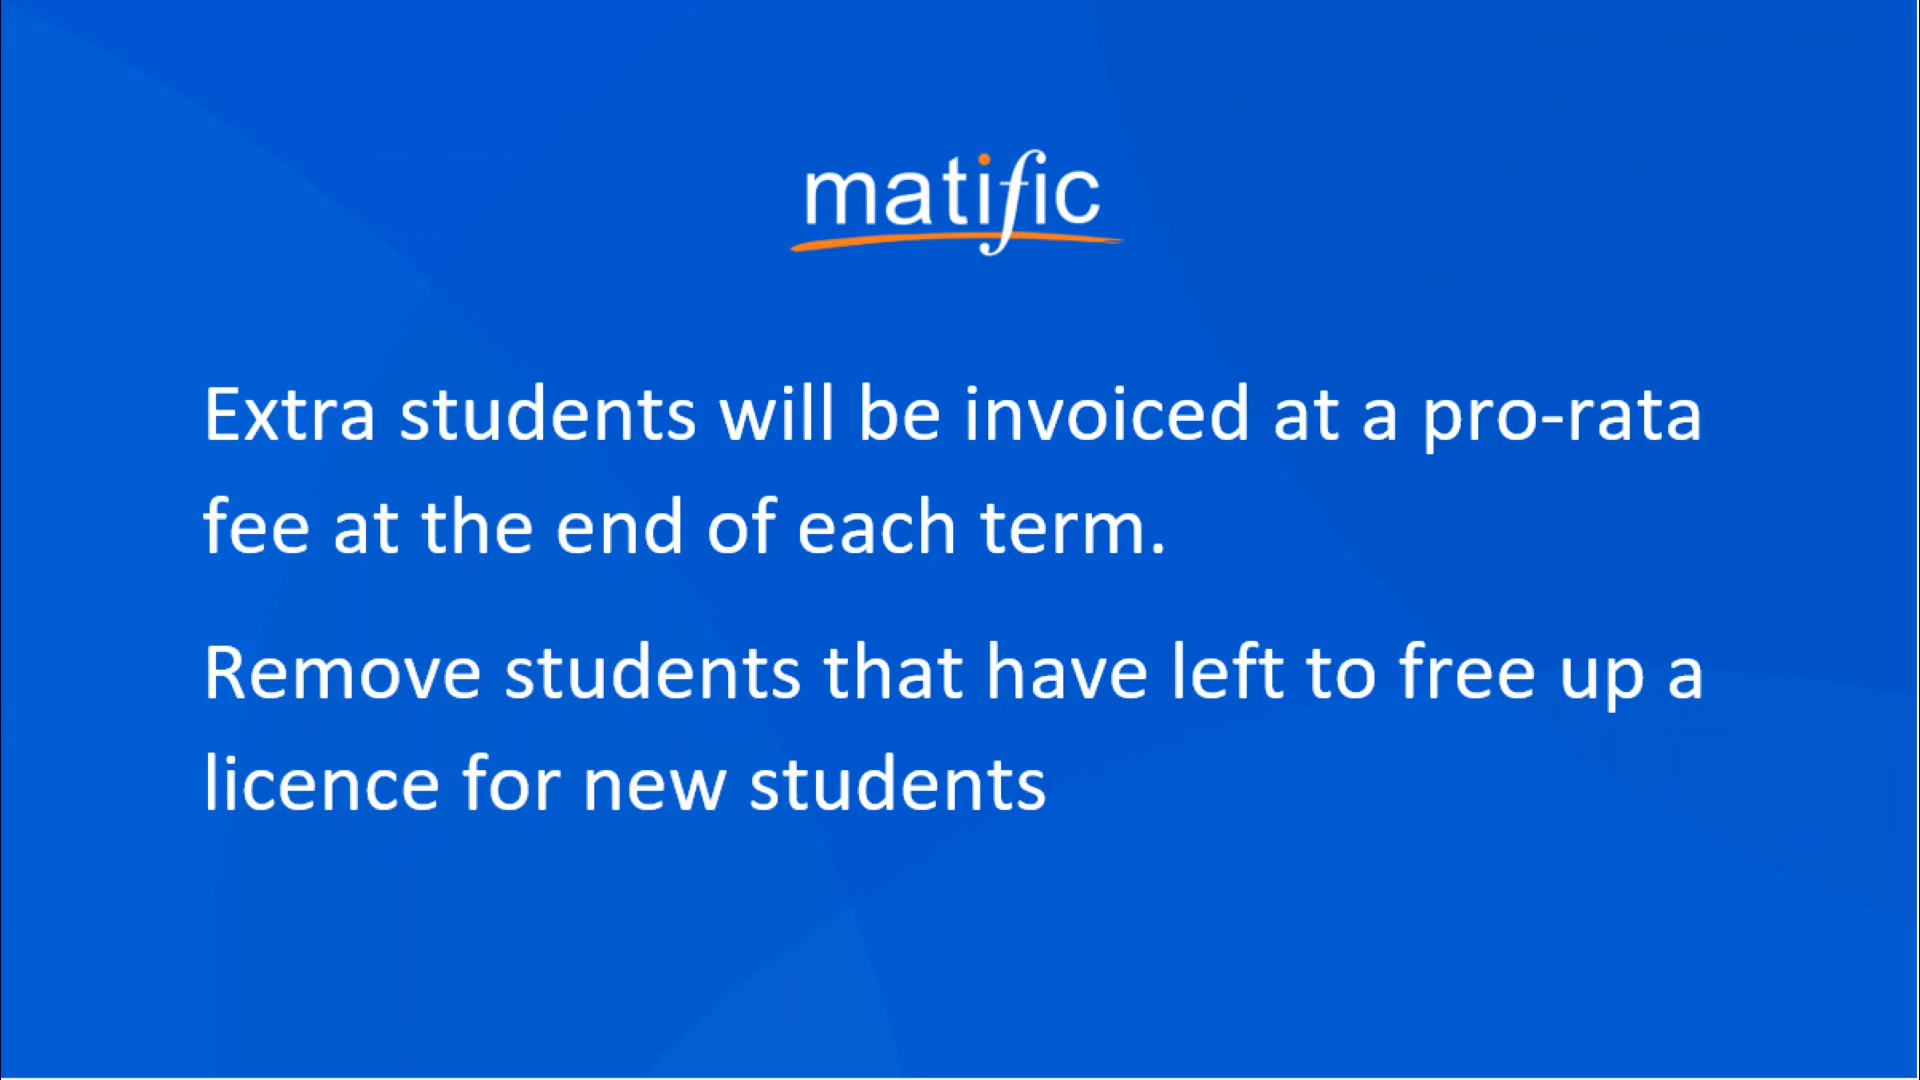 matific
Extra students will be invoiced at a pro-rata
fee at the end of each term.
Remove students that have left to free up a
licence for new students